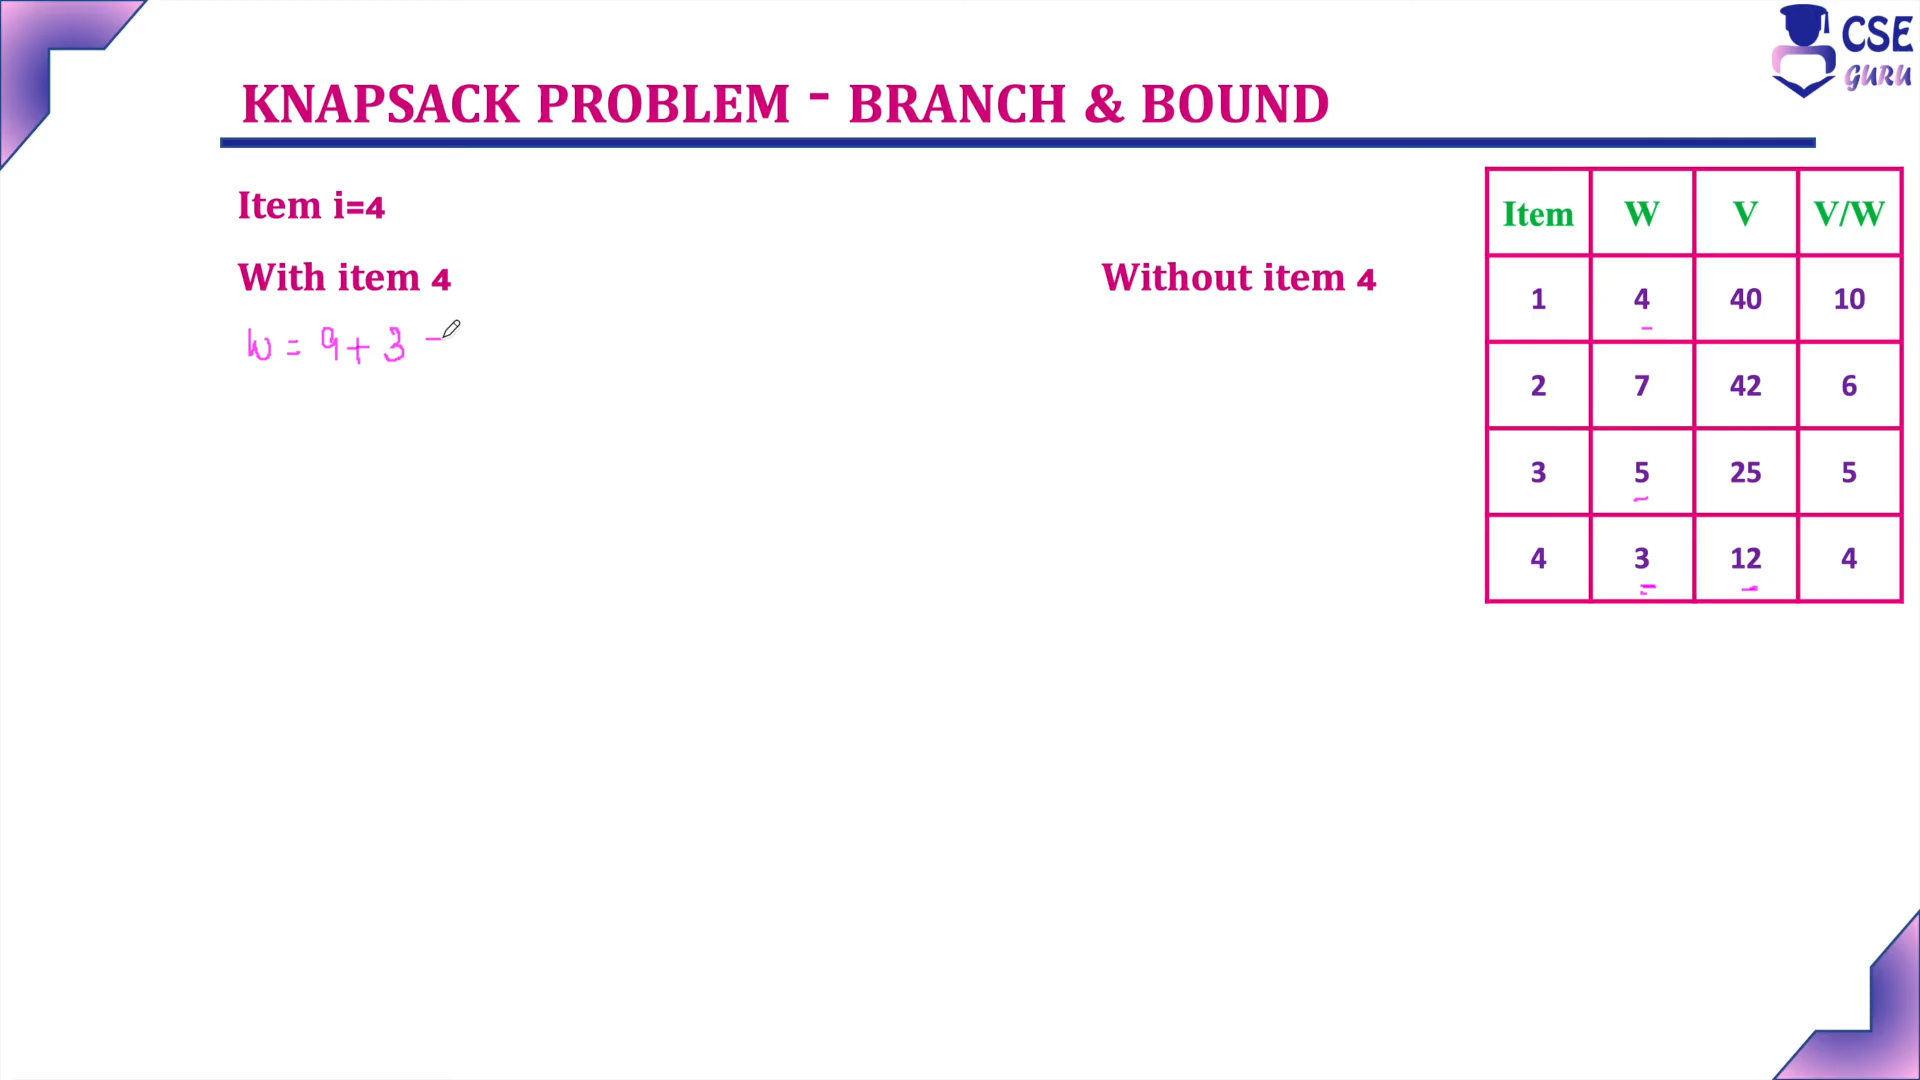 CSE
GURU
KNAPSACK PROBLEM - BRANCH & BOUND
Item i=4
With item 4
Without item 4
W = 9 + 3 -
Item W V V/W
1 4 40 10
2 7 42 6
3 5 25 5
4 3 12 4